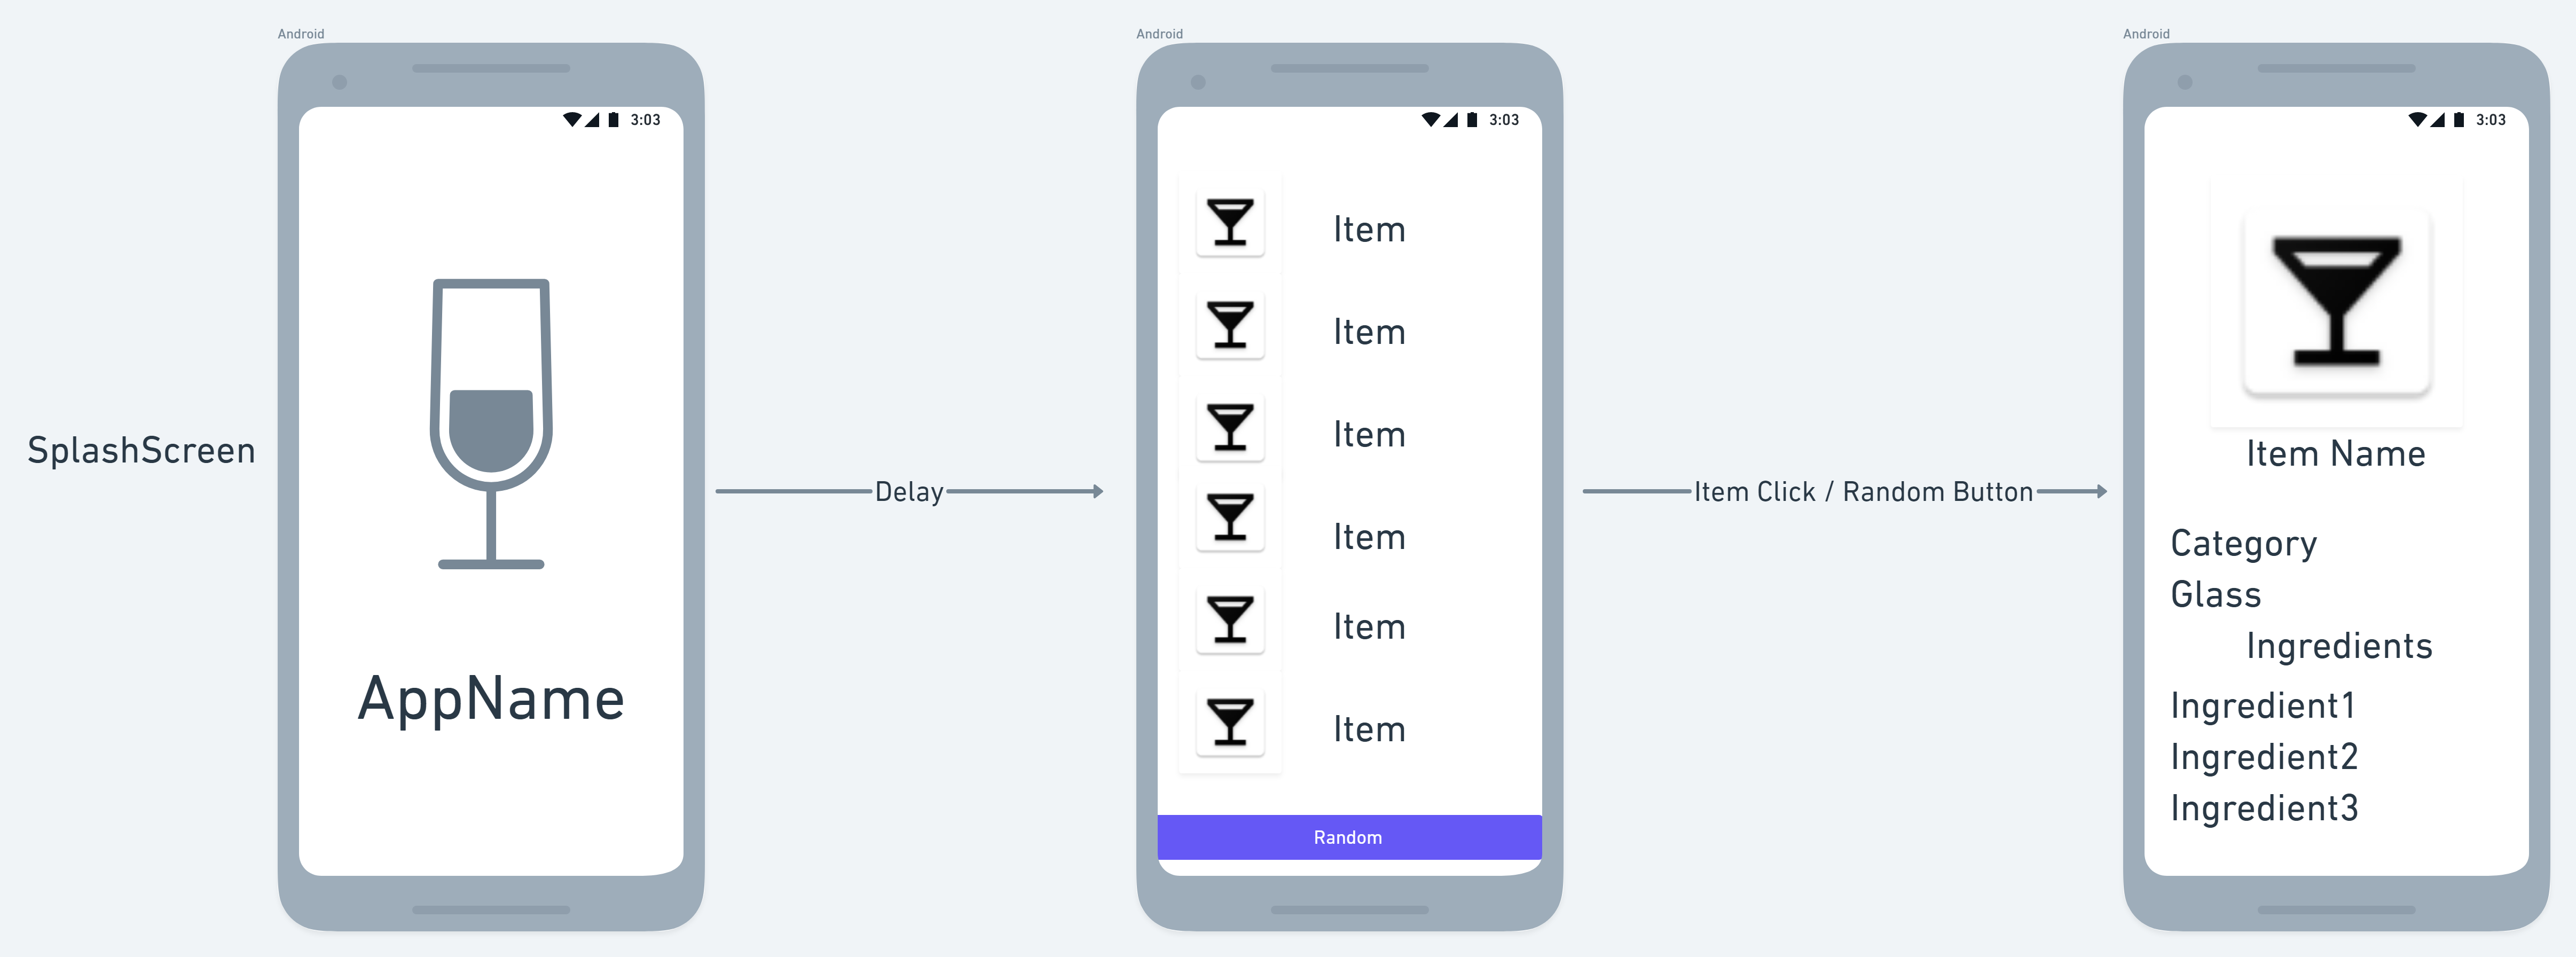 SplashScreen
Android
3:03
AppName
Delay
Android
3:03
Item
Item
Item
Item
Item
Item
Random
Item Click / Random Button
Android
3:03
Item Name
Category
Glass
Ingredients
Ingredient1
Ingredient2
Ingredient3